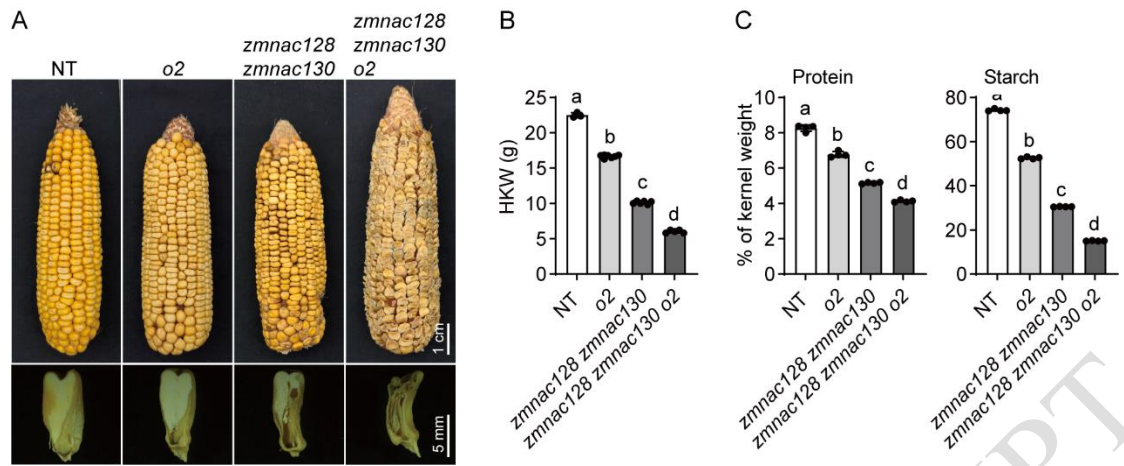 A
NT
o2
zmnac128
zmnac130
zmnac128
zmnac130
o2
1 cm
5 mm
B
HKW (g)
25
20
15
10
5
0
a
b
c
d
NT
o2
zmnac128 zmnac130
zmnac128 zmnac130 o2
C
Protein
% of kernel weight
10
8
6
4
2
0
a
b
c
d
NT
o2
zmnac128 zmnac130
zmnac128 zmnac130 o2
Starch
80
60
40
20
0
a
b
c
d
NT
o2
zmnac128 zmnac130
zmnac128 zmnac130 o2
PT